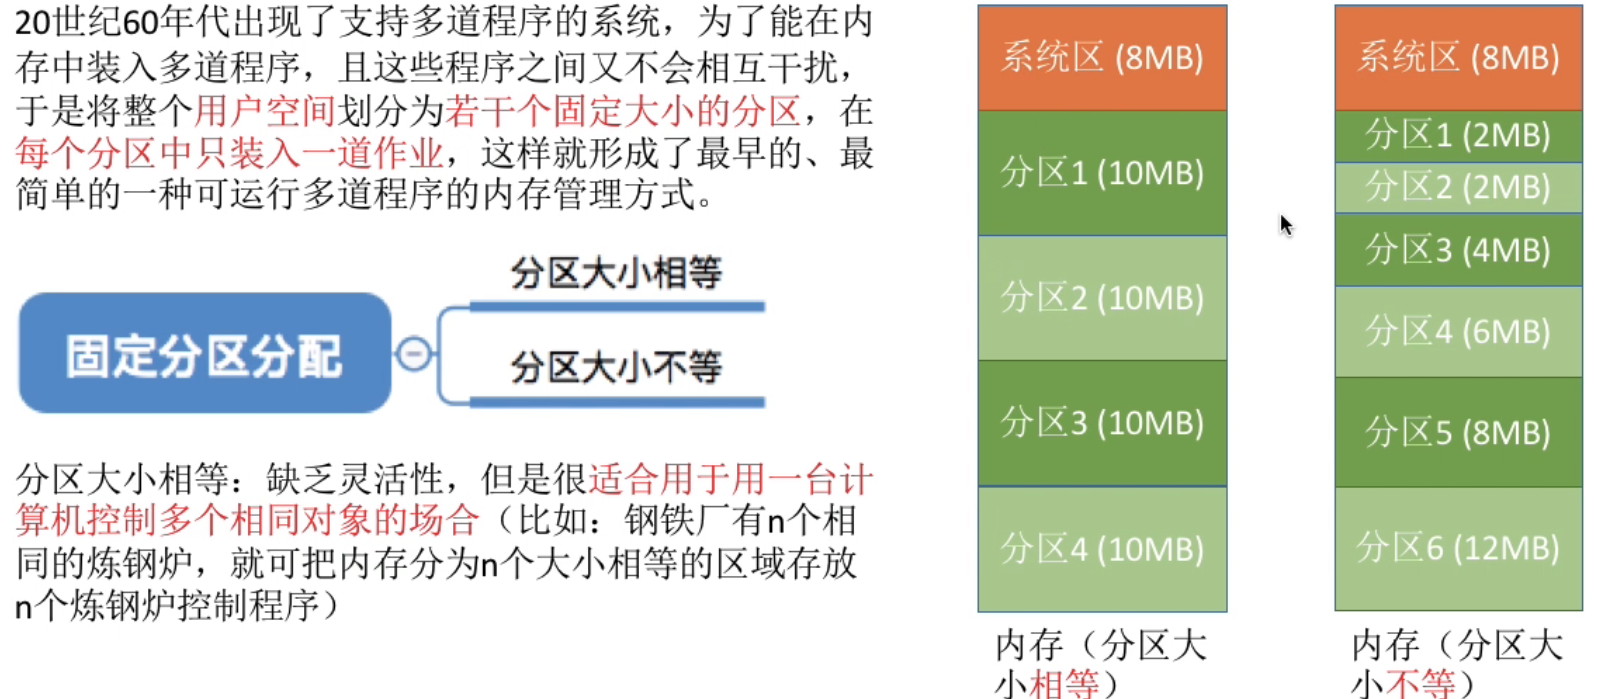 20世纪60年代出现了支持多道程序的系统，为了能在内
存中装入多道程序，且这些程序之间又不会相互干扰，
于是将整个用户空间划分为若干个固定大小的分区，在
每个分区中只装入一道作业，这样就形成了最早的、最
简单的一种可运行多道程序的内存管理方式。
固定分区分配
分区大小相等
分区大小不等
分区大小相等：缺乏灵活性，但是很适合用于用一台计
算机控制多个相同对象的场合（比如：钢铁厂有n个相
同的炼钢炉，就可把内存分为n个大小相等的区域存放
n个炼钢炉控制程序）
系统区 (8MB)
分区1 (10MB)
分区2 (10MB)
分区3 (10MB)
分区4 (10MB)
内存（分区大
小相等）
系统区 (8MB)
分区1 (2MB)
分区2 (2MB)
分区3 (4MB)
分区4 (6MB)
分区5 (8MB)
分区6 (12MB)
内存（分区大
小不等）